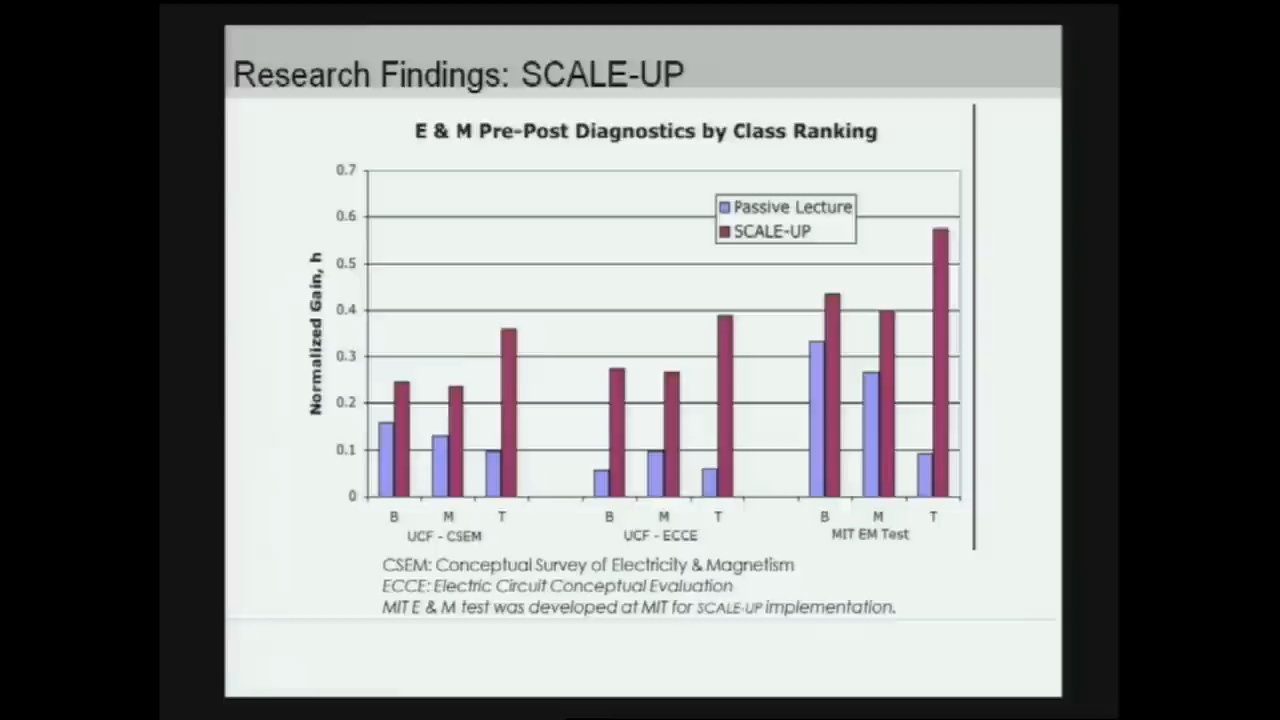 Research Findings: SCALE-UP
E & M Pre-Post Diagnostics by Class Ranking
Normalized Gain, h
0.7
0.6
0.5
0.4
0.3
0.2
0.1
0
Passive Lecture
SCALE-UP
B M T B M T B M T
UCF - CSEM UCF - ECCE MIT EM Test
CSEM: Conceptual Survey of Electricity & Magnetism
ECCE: Electric Circuit Conceptual Evaluation
MIT E & M test was developed at MIT for SCALE-UP implementation.